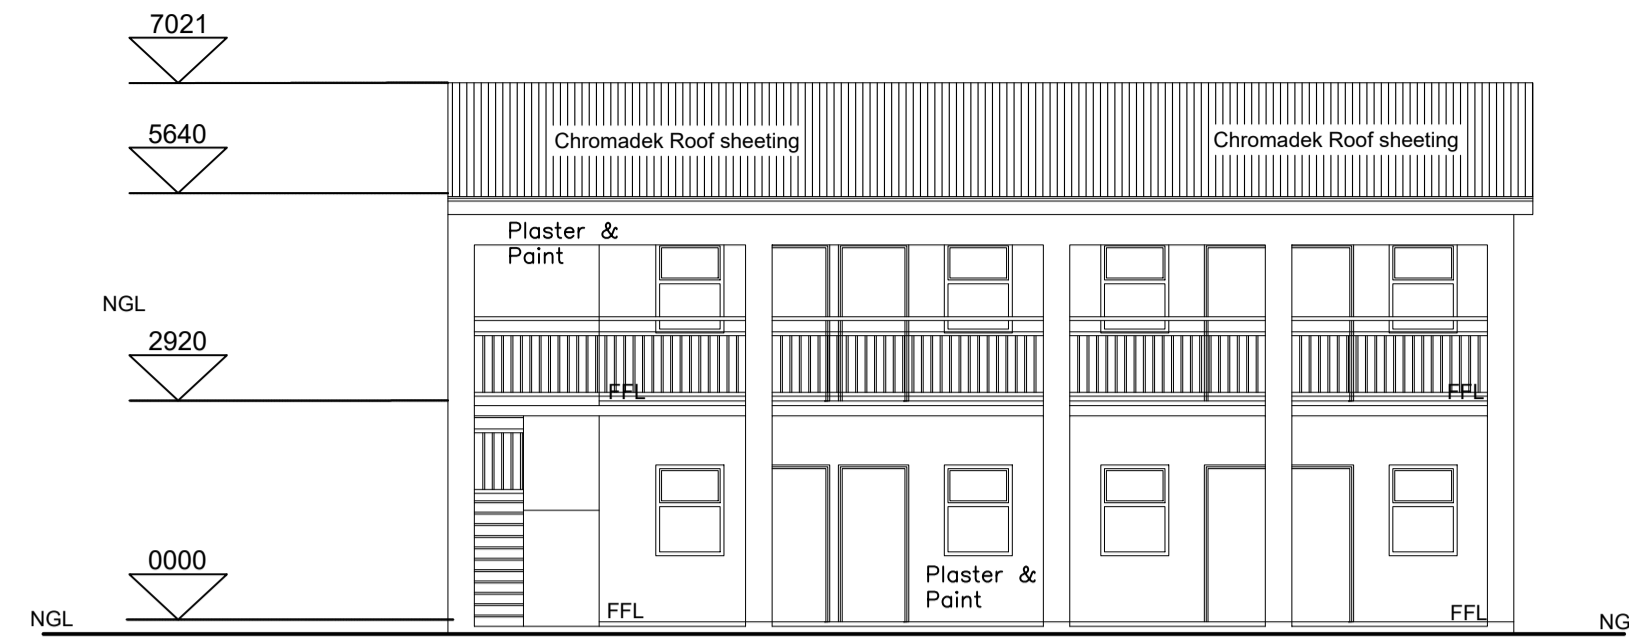 7021
5640
Chromadek Roof sheeting
Chromadek Roof sheeting
Plaster &
Paint
NGL
2920
FFL
FFL
0000
Plaster &
Paint
NGL
FFL
FFL
NG